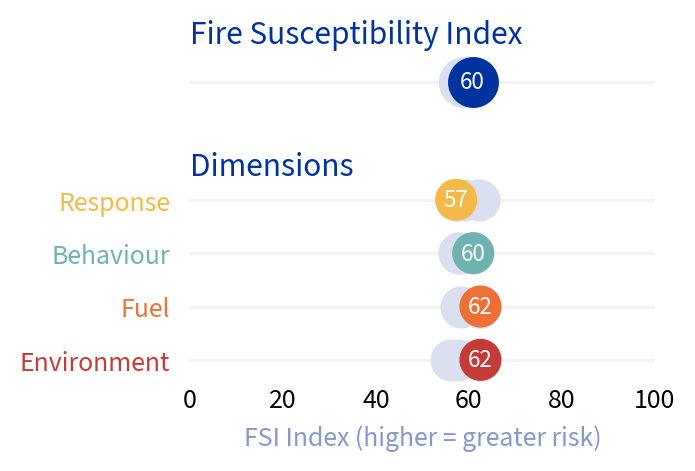 Fire Susceptibility Index
60
Dimensions
Response 57
Behaviour 60
Fuel 62
Environment 62
0 20 40 60 80 100
FSI Index (higher = greater risk)